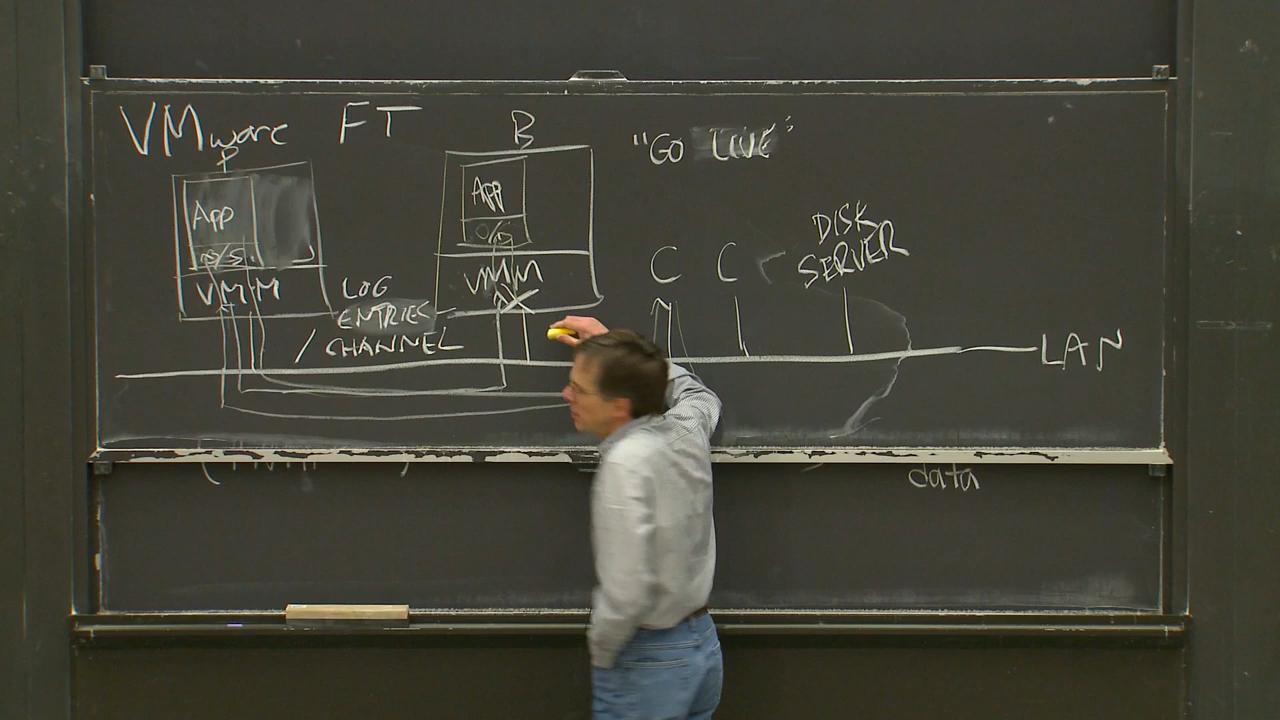 VMware FT
P
App
O/S
VMM
LOG
ENTRIES
/ CHANNEL
B
App
O/S
VMM
"GO LIVE"
C C
DISK
SERVER
LAN
data